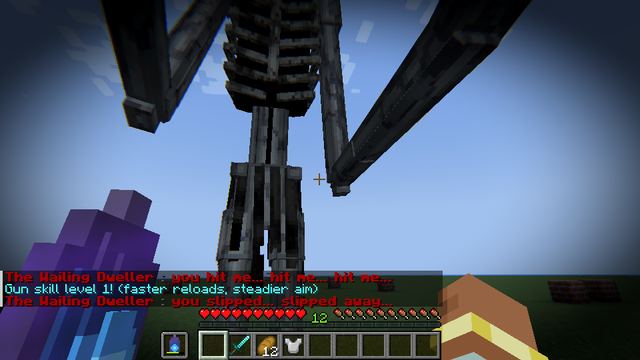 The Wailing Dweller : you hit me... hit me... hit me...
Gun skill level 1! (faster reloads, steadier aim)
The Wailing Dweller : you slipped... slipped away...
12
12